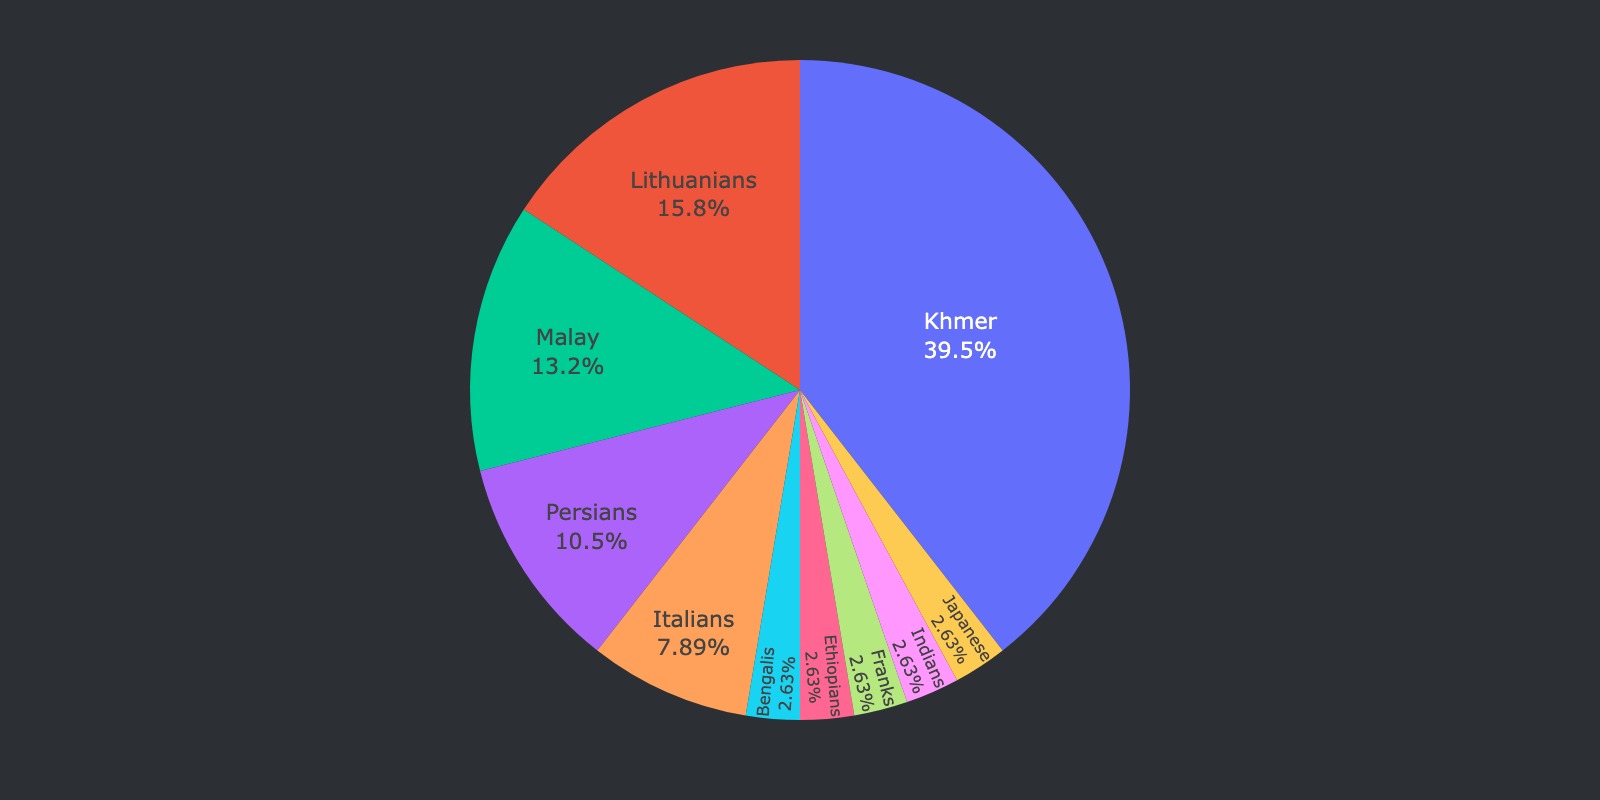 Lithuanians
15.8%
Khmer
39.5%
Malay
13.2%
Persians
10.5%
Italians
7.89%
Bengalis
2.63%
Ethiopians
2.63%
Franks
2.63%
Indians
2.63%
Japanese
2.63%